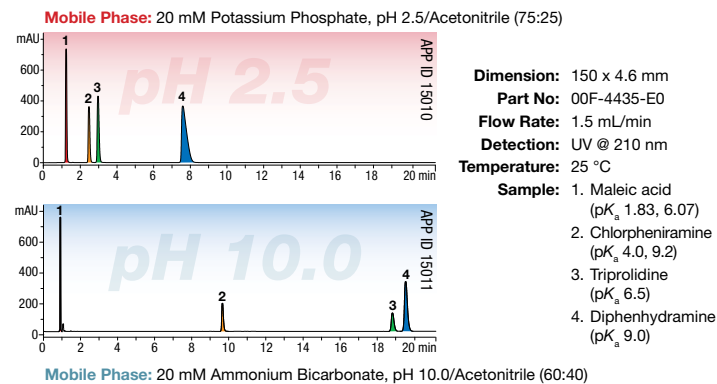 Mobile Phase: 20 mM Potassium Phosphate, pH 2.5/Acetonitrile (75:25)
mAU
600
400
200
0
1
2
3
4
pH 2.5
APP ID 15010
0 2 4 6 8 10 12 14 16 18 20 min
mAU
600
400
200
0
1
2
3
4
pH 10.0
APP ID 15011
0 2 4 6 8 10 12 14 16 18 20 min
Mobile Phase: 20 mM Ammonium Bicarbonate, pH 10.0/Acetonitrile (60:40)
Dimension: 150 x 4.6 mm
Part No: 00F-4435-E0
Flow Rate: 1.5 mL/min
Detection: UV @ 210 nm
Temperature: 25 °C
Sample: 1. Maleic acid
(pKa 1.83, 6.07)
2. Chlorpheniramine
(pKa 4.0, 9.2)
3. Triprolidine
(pKa 6.5)
4. Diphenhydramine
(pKa 9.0)